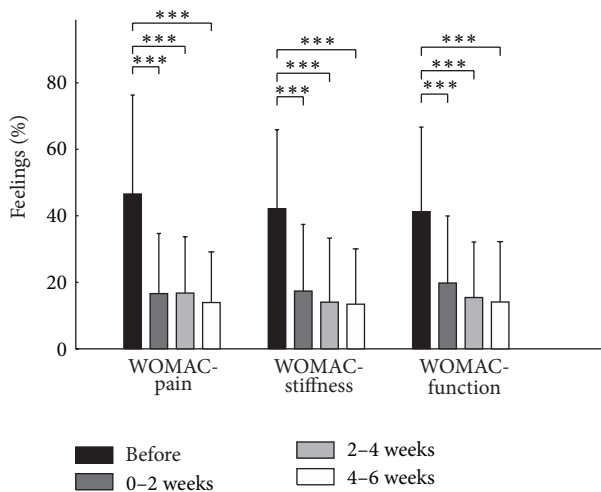 ***
***
***
***
***
***
***
***
***
80
60
40
20
0
Feelings (%)
WOMAC-
pain
WOMAC-
stiffness
WOMAC-
function
Before
0–2 weeks
2–4 weeks
4–6 weeks